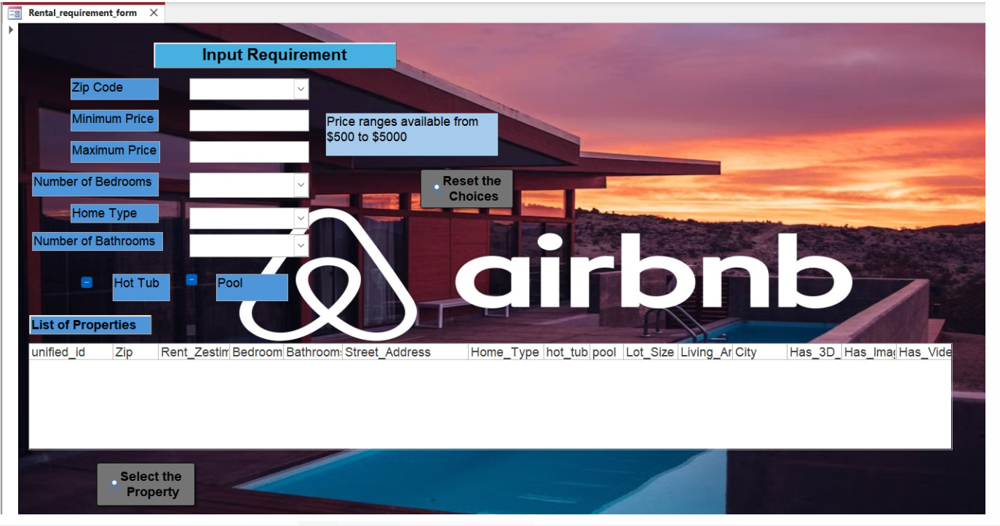 Rental_requirement_form
Input Requirement
Zip Code
Minimum Price
Price ranges available from
$500 to $5000
Maximum Price
Number of Bedrooms
Reset the
Choices
Home Type
Number of Bathrooms
airbnb
Hot Tub Pool
List of Properties
unified_id Zip Rent_Zestim Bedroom Bathrooms Street_Address Home_Type hot_tub pool Lot_Size Living_Ar City Has_3D_ Has_Imag Has_Vide
Select the
Property